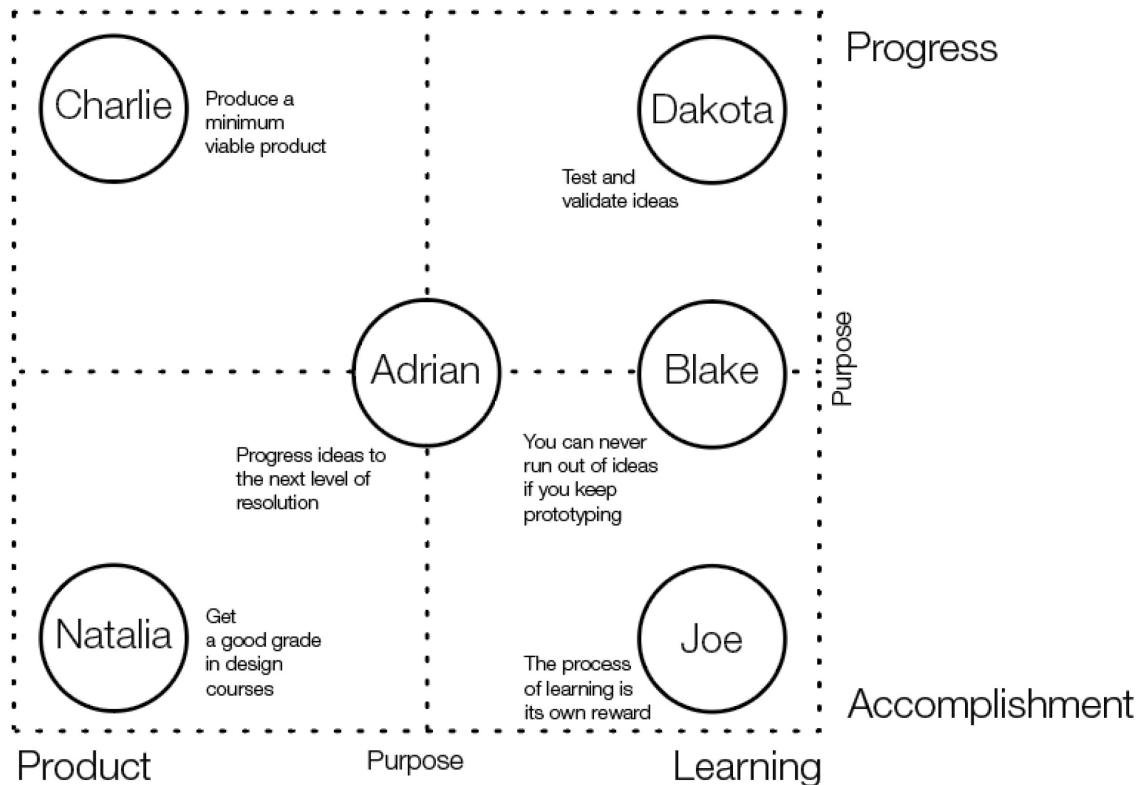 Progress
Charlie
Produce a
minimum
viable product
Dakota
Test and
validate ideas
Adrian
Progress ideas to
the next level of
resolution
Blake
You can never
run out of ideas
if you keep
prototyping
Purpose
Natalia
Get
a good grade
in design
courses
Joe
The process
of learning is
its own reward
Accomplishment
Product
Purpose
Learning